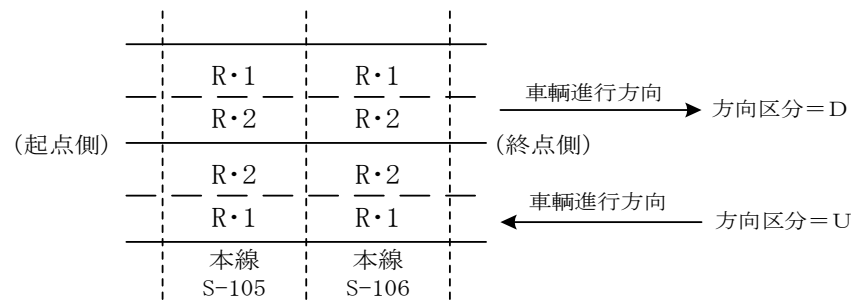 R・1 R・1
車輌進行方向
R・2 R・2
方向区分＝D
(起点側) (終点側)
R・2 R・2
車輌進行方向
R・1 R・1
方向区分＝U
本線 本線
S-105 S-106